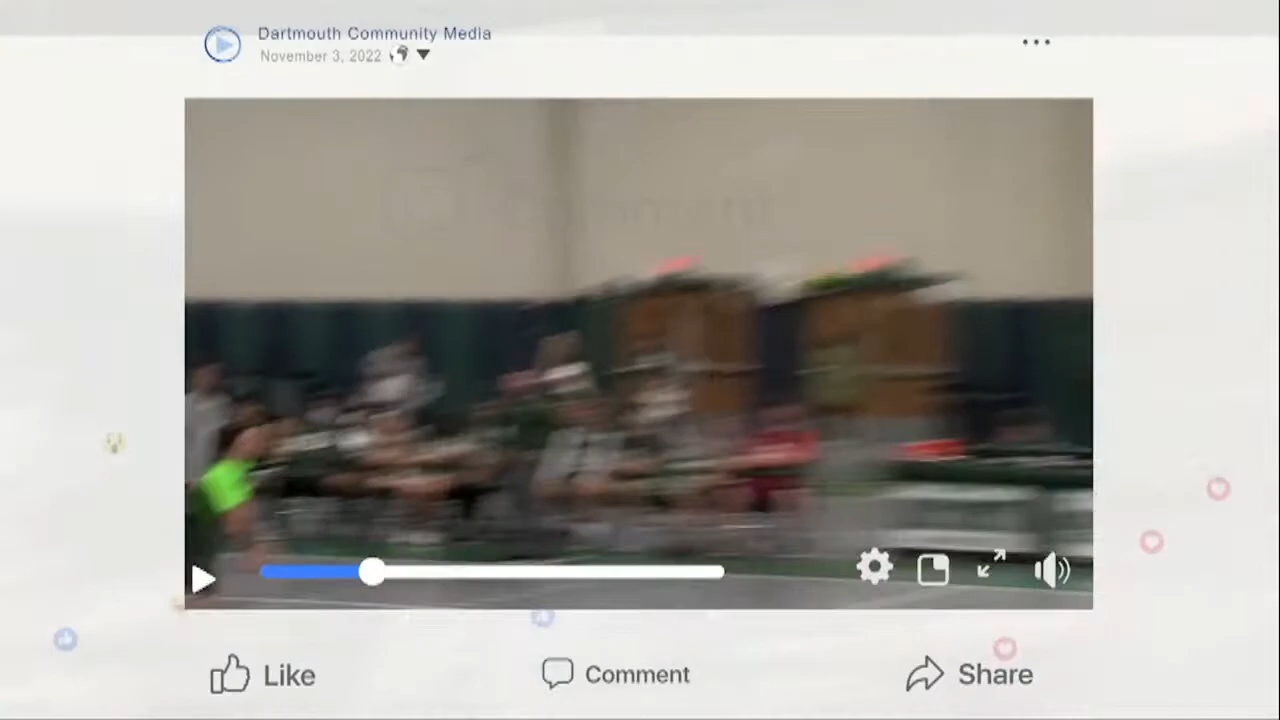 Dartmouth Community Media
November 3, 2022
Like
Comment
Share